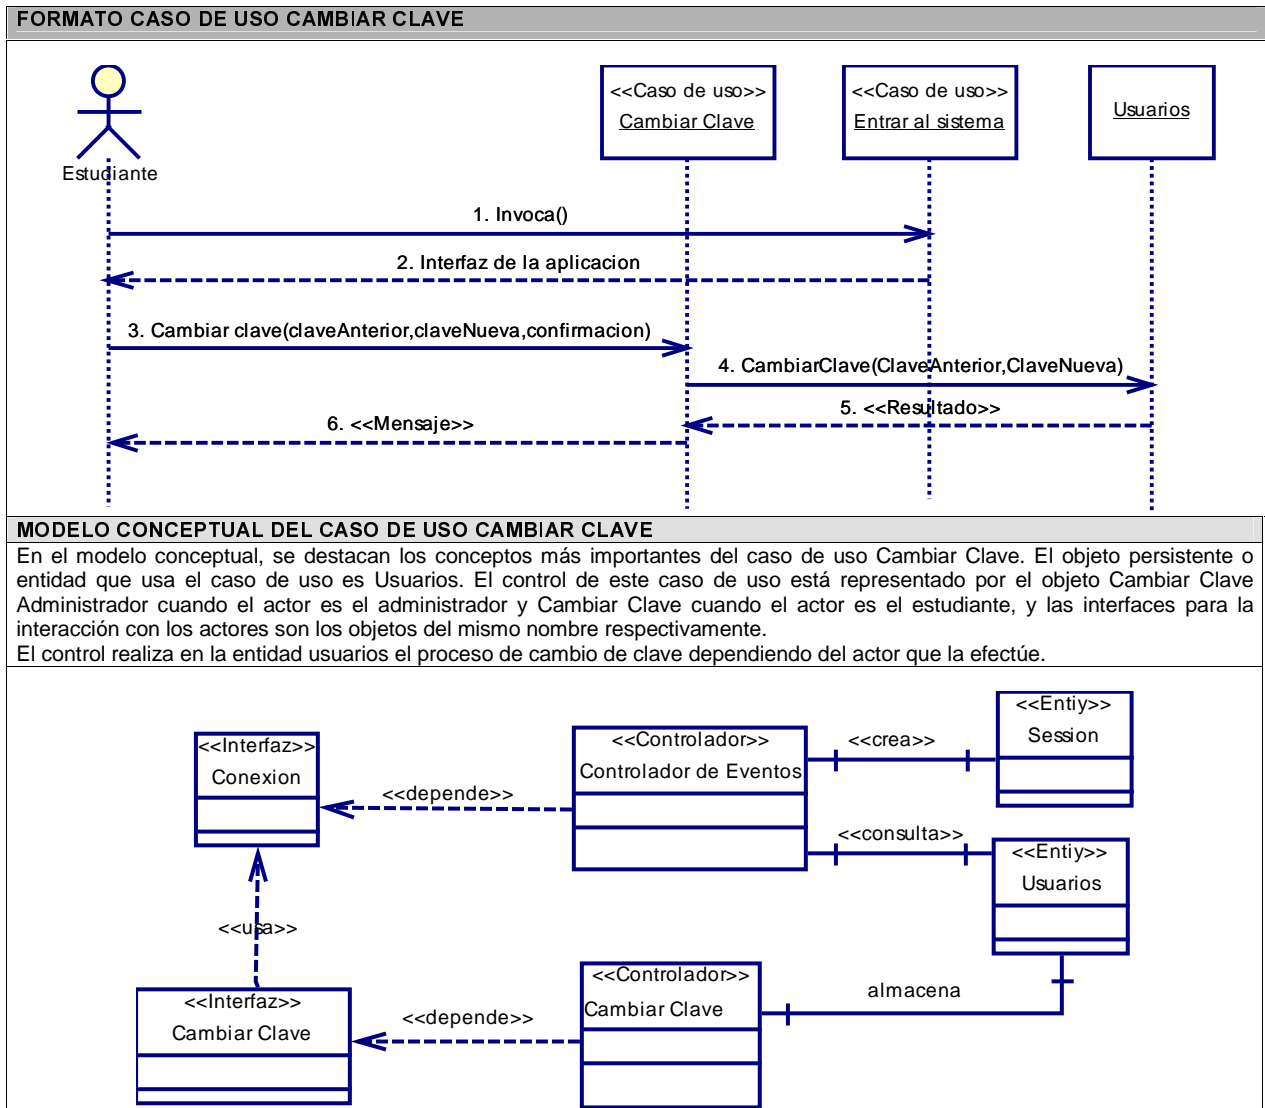 FORMATO CASO DE USO CAMBIAR CLAVE
<<Caso de uso>>
Cambiar Clave
<<Caso de uso>>
Entrar al sistema
Usuarios
Estudiante
1. Invoca()
2. Interfaz de la aplicacion
3. Cambiar clave(claveAnterior,claveNueva,confirmacion)
4. CambiarClave(ClaveAnterior,ClaveNueva)
5. <<Resultado>>
6. <<Mensaje>>
MODELO CONCEPTUAL DEL CASO DE USO CAMBIAR CLAVE
En el modelo conceptual, se destacan los conceptos más importantes del caso de uso Cambiar Clave. El objeto persistente o
entidad que usa el caso de uso es Usuarios. El control de este caso de uso está representado por el objeto Cambiar Clave
Administrador cuando el actor es el administrador y Cambiar Clave cuando el actor es el estudiante, y las interfaces para la
interacción con los actores son los objetos del mismo nombre respectivamente.
El control realiza en la entidad usuarios el proceso de cambio de clave dependiendo del actor que la efectúe.
<<Interfaz>>
Conexion
<<depende>>
<<Controlador>>
Controlador de Eventos
<<crea>>
<<Entiy>>
Session
<<consulta>>
<<Entiy>>
Usuarios
<<usa>>
<<Interfaz>>
Cambiar Clave
<<depende>>
<<Controlador>>
Cambiar Clave
almacena